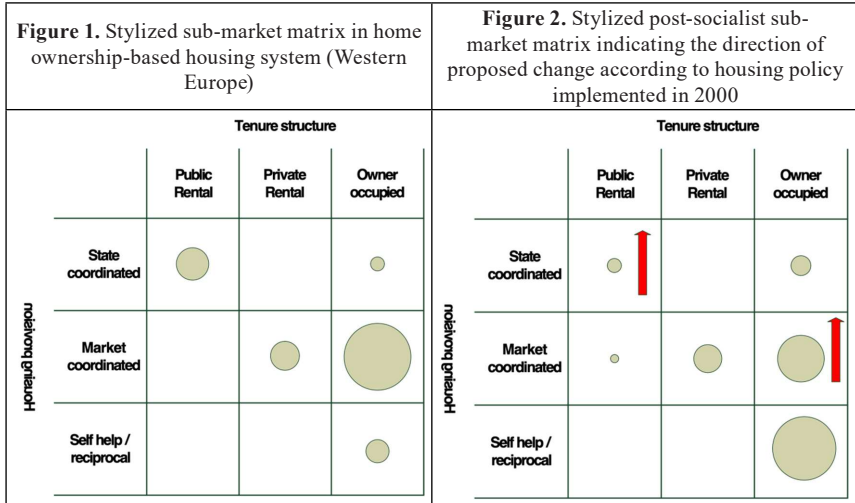 Figure 1. Stylized sub-market matrix in home
ownership-based housing system (Western
Europe)
Figure 2. Stylized post-socialist sub-
market matrix indicating the direction of
proposed change according to housing policy
implemented in 2000
Tenure structure
Public
Rental
Private
Rental
Owner
occupied
State
coordinated
Market
coordinated
Self help /
reciprocal
Housing provision
Tenure structure
Public
Rental
Private
Rental
Owner
occupied
State
coordinated
Market
coordinated
Self help /
reciprocal
Housing provision